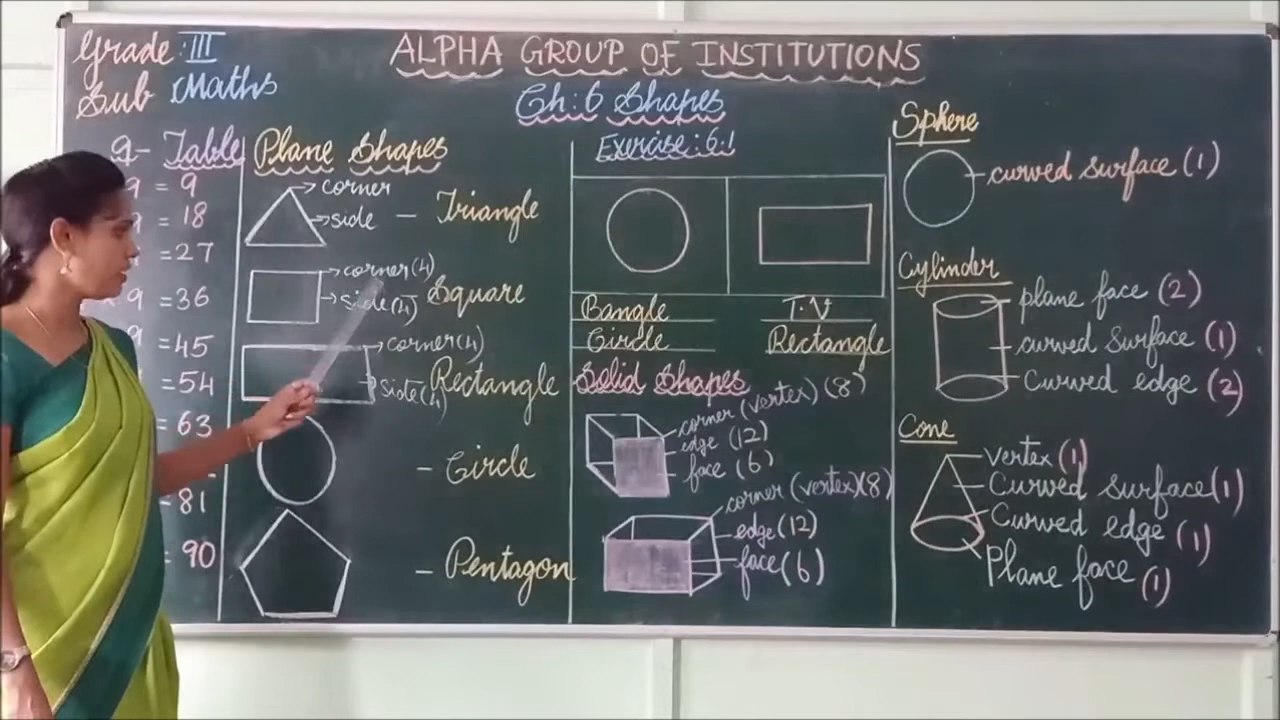 Grade : III
Sub Maths
ALPHA GROUP OF INSTITUTIONS
Ch:6 Shapes
9- Table
9 = 9
9 = 18
= 27
9 = 36
9 = 45
= 54
= 63
- 81
= 90
Plane Shapes
corner
side - Triangle
corner(4)
side(4) Square
corner(4)
side(4) Rectangle
- Circle
- Pentagon
Exercise: 6.1
Bangle T.V
Circle Rectangle
Solid Shapes
corner (vertex) (8)
edge (12)
face (6)
corner (vertex)(8)
edge (12)
face (6)
Sphere
curved surface (1)
Cylinder
plane face (2)
curved surface (1)
Curved edge (2)
Cone
vertex (1)
Curved surface(1)
Curved edge (1)
Plane face (1)